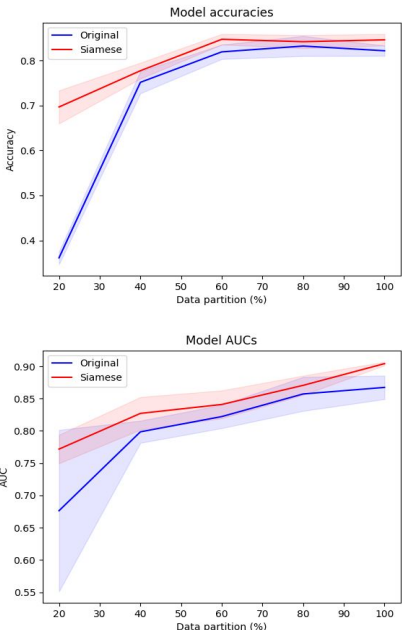 Model accuracies
Original
Siamese
0.8
0.7
0.6
0.5
0.4
Accuracy
20 30 40 50 60 70 80 90 100
Data partition (%)
Model AUCs
Original
Siamese
0.90
0.85
0.80
0.75
0.70
0.65
0.60
0.55
AUC
20 30 40 50 60 70 80 90 100
Data partition (%)